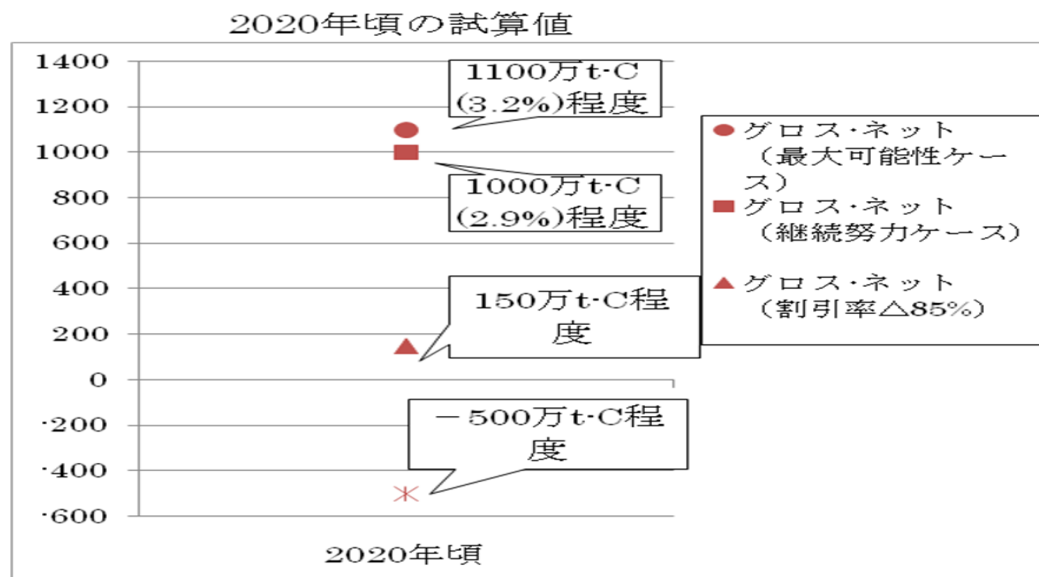 2020年頃の試算値
1400
1200
1000
800
600
400
200
0
-200
-400
-600
1100万t-C
(3.2%)程度
1000万t-C
(2.9%)程度
150万t-C程
度
－500万t-C程
度
2020年頃
グロス・ネット
（最大可能性ケー
ス）
グロス・ネット
（継続努力ケース）
グロス・ネット
（割引率△85%）